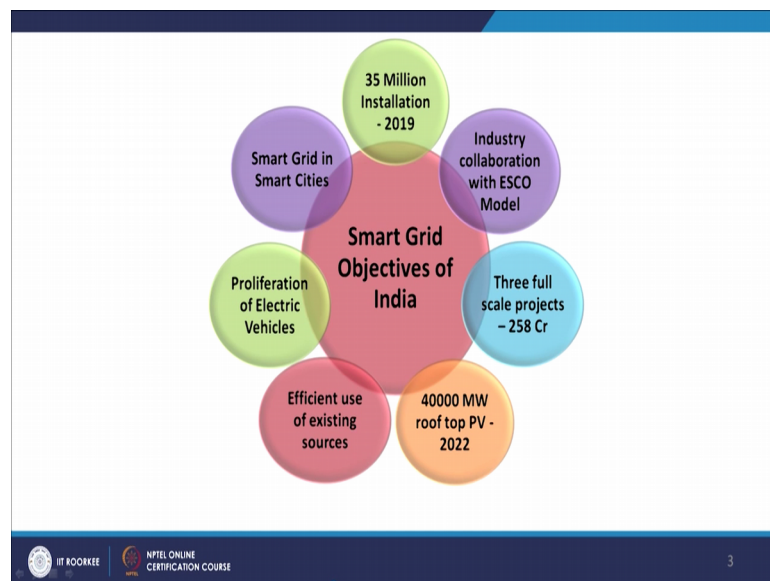 35 Million
Installation
- 2019
Industry
collaboration
with ESCO
Model
Three full
scale projects
– 258 Cr
40000 MW
roof top PV -
2022
Efficient use
of existing
sources
Proliferation
of Electric
Vehicles
Smart Grid in
Smart Cities
Smart Grid
Objectives of
India
IIT ROORKEE
NPTEL ONLINE
CERTIFICATION COURSE
3